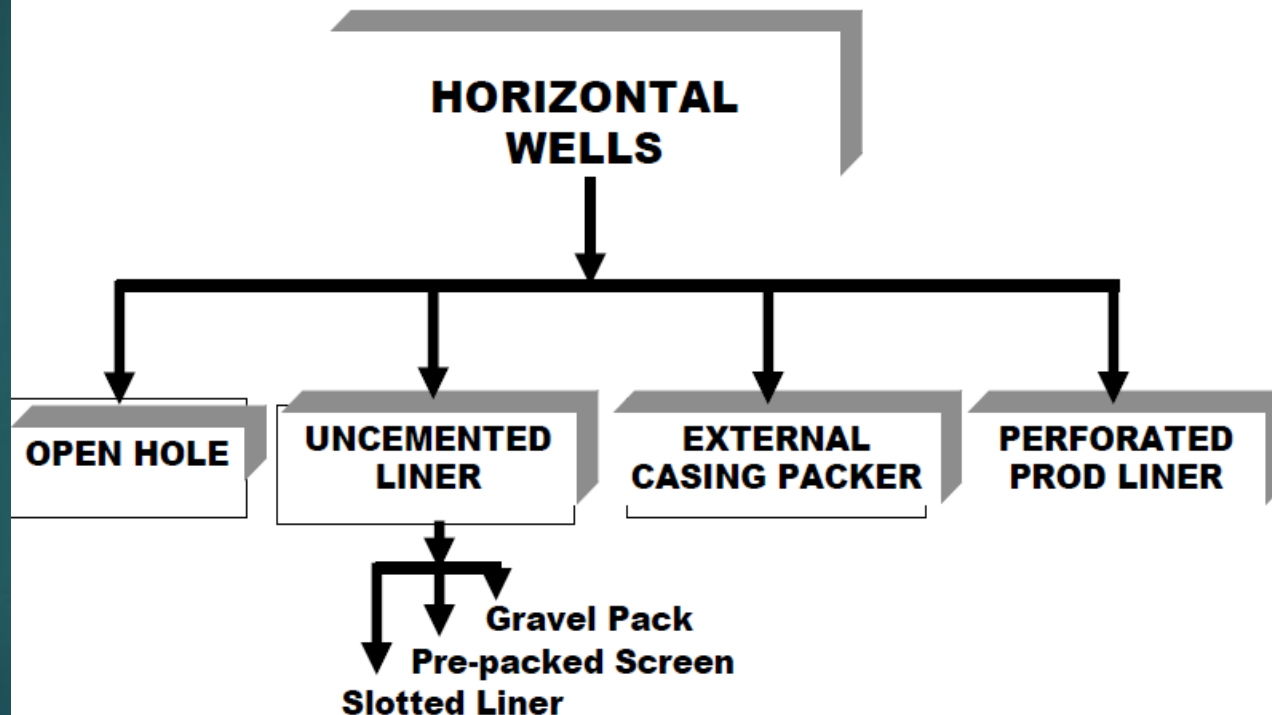 HORIZONTAL
WELLS
OPEN HOLE
UNCEMENTED
LINER
EXTERNAL
CASING PACKER
PERFORATED
PROD LINER
Gravel Pack
Pre-packed Screen
Slotted Liner